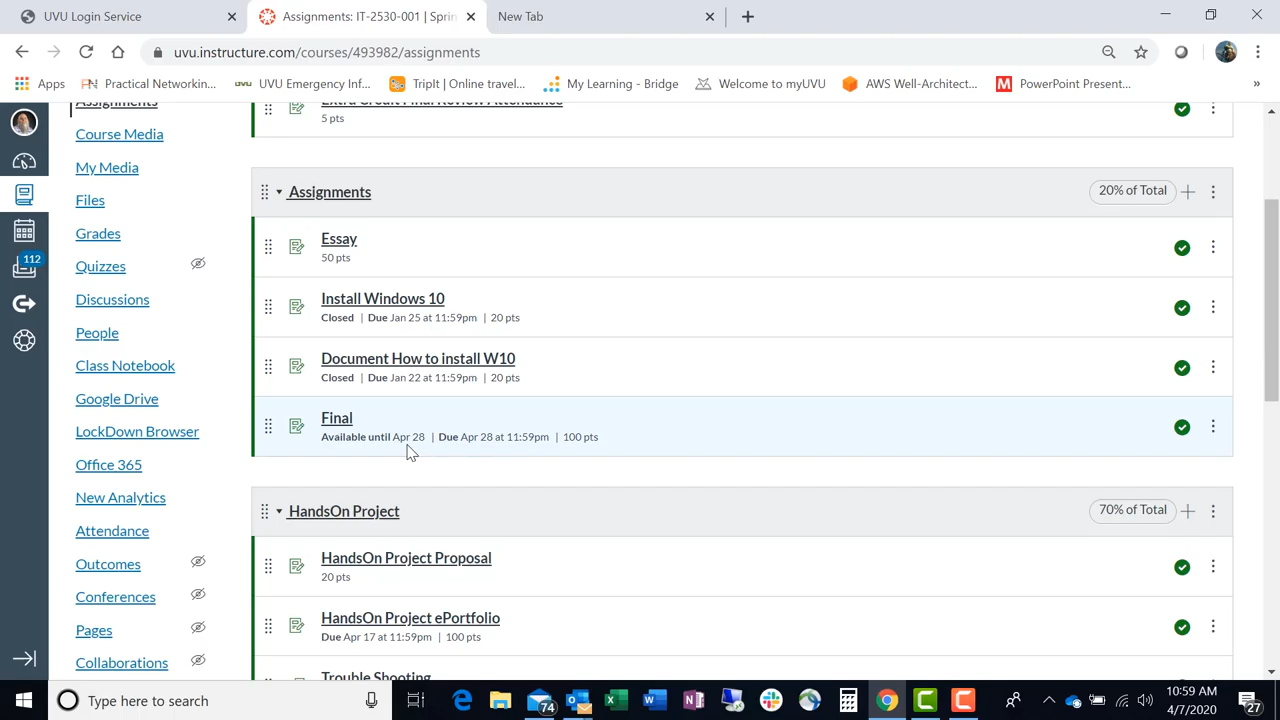 UVU Login Service
Assignments: IT-2530-001 | Sprin
New Tab
uvu.instructure.com/courses/493982/assignments
Apps
Practical Networkin...
UVU Emergency Inf...
TripIt | Online travel...
My Learning - Bridge
Welcome to myUVU
AWS Well-Architect...
PowerPoint Present...
»
Assignments
Course Media
My Media
Files
Grades
Quizzes
Discussions
People
Class Notebook
Google Drive
LockDown Browser
Office 365
New Analytics
Attendance
Outcomes
Conferences
Pages
Collaborations
112
Extra Credit Final Review Attendance
5 pts
Assignments
20% of Total
Essay
50 pts
Install Windows 10
Closed | Due Jan 25 at 11:59pm | 20 pts
Document How to install W10
Closed | Due Jan 22 at 11:59pm | 20 pts
Final
Available until Apr 28 | Due Apr 28 at 11:59pm | 100 pts
HandsOn Project
70% of Total
HandsOn Project Proposal
20 pts
HandsOn Project ePortfolio
Due Apr 17 at 11:59pm | 100 pts
Trouble Shooting
Type here to search
74
10:59 AM
4/7/2020
27